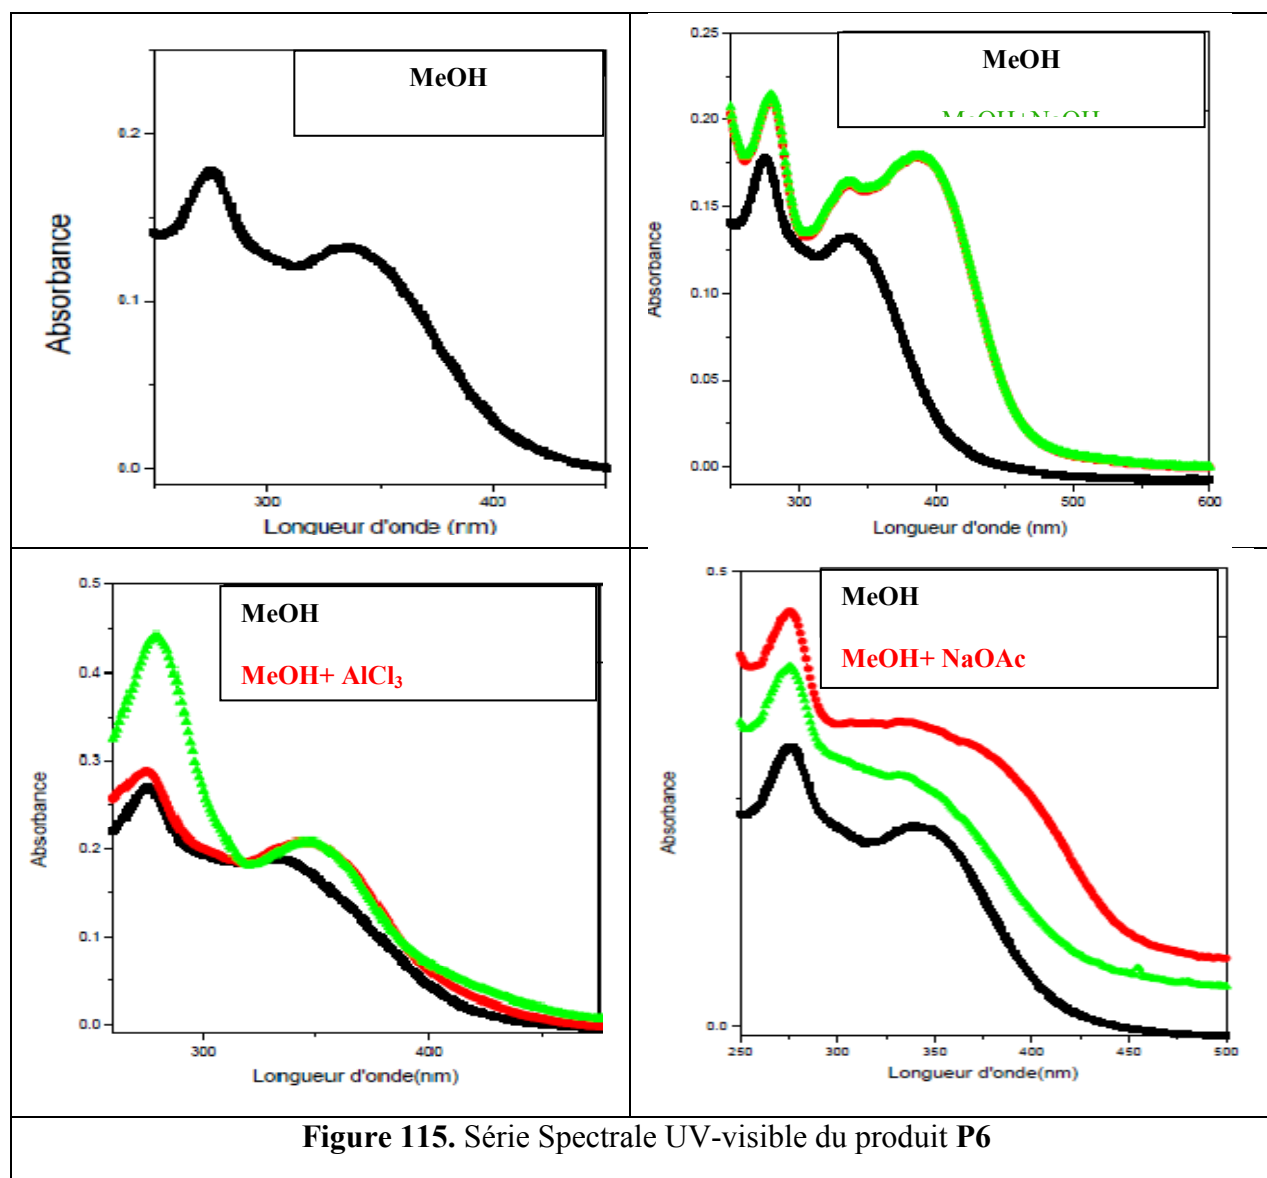 MeOH
0.2
0.1
0.0
Absorbance
300 400
Longueur d'onde (nm)
MeOH
MeOH+NaOH
0.25
0.20
0.15
0.10
0.05
0.00
Absorbance
300 400 500 600
Longueur d'onde (nm)
MeOH
MeOH+ AlCl₃
0.5
0.4
0.3
0.2
0.1
0.0
Absorbance
300 400
Longueur d'onde(nm)
MeOH
MeOH+ NaOAc
0.5
0.0
Absorbance
250 300 350 400 450 500
Longueur d'onde(nm)
Figure 115. Série Spectrale UV-visible du produit P6